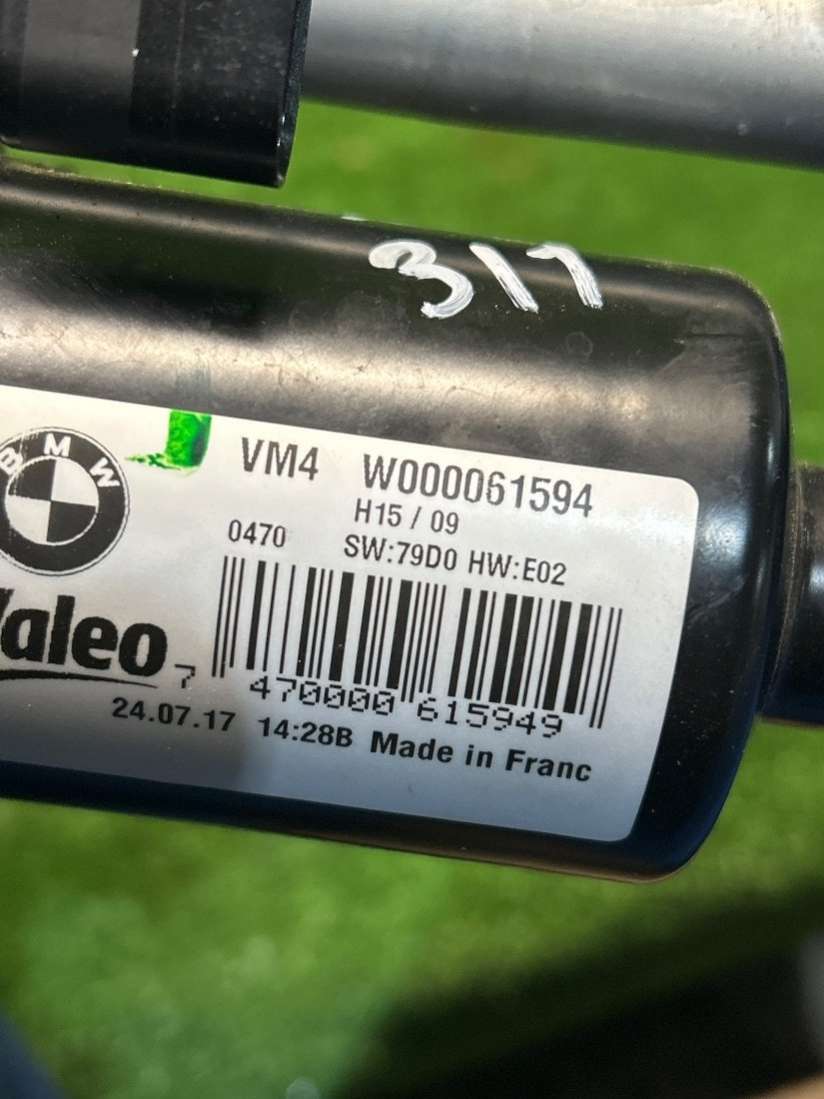 311
BMW
VM4 W000061594
H15 / 09
0470 SW:79D0 HW:E02
Valeo
7 470000 615949
24.07.17 14:28B Made in Franc